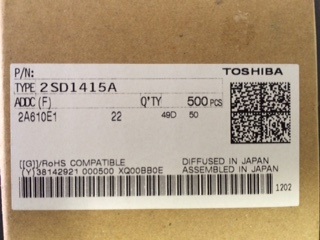 P/N:
TOSHIBA
TYPE 2SD1415A
ADDC (F) Q'TY 500 PCS
2A610E1 22 49D 50
[[G]]/RoHS COMPATIBLE DIFFUSED IN JAPAN
(Y)38142921 000500 XQ00BB0E ASSEMBLED IN JAPAN
1202